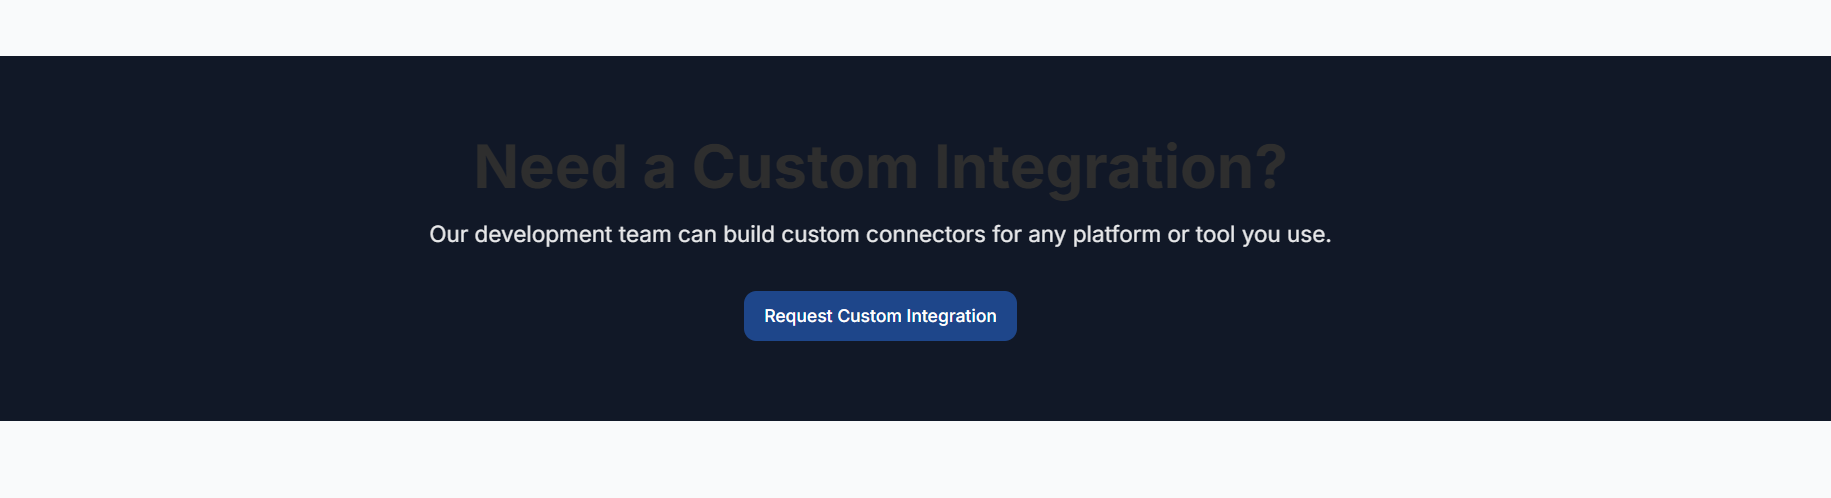 Need a Custom Integration?
Our development team can build custom connectors for any platform or tool you use.
Request Custom Integration